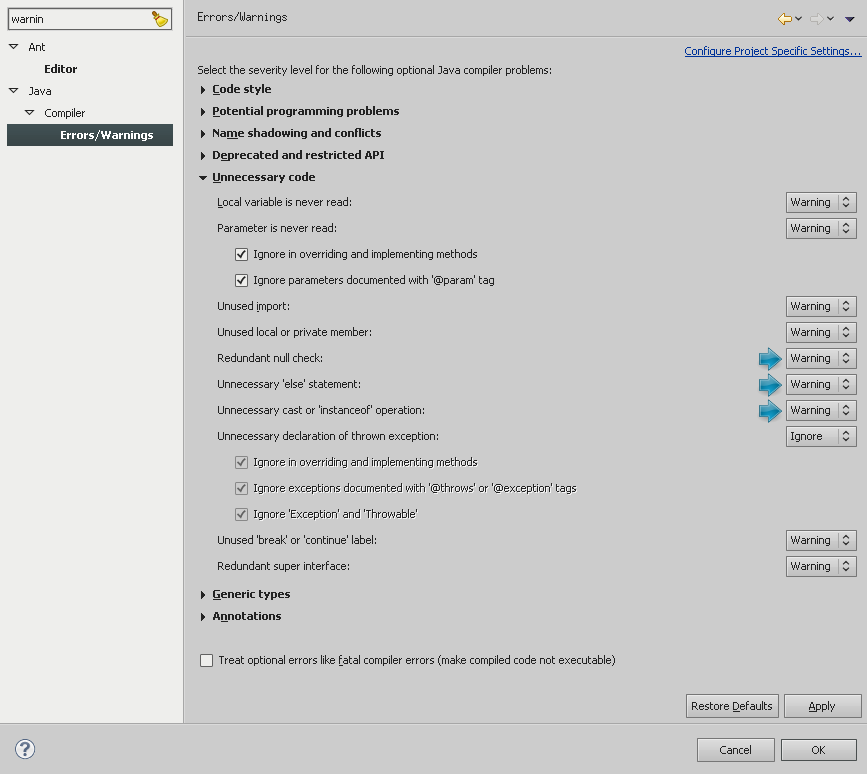 warnin
Ant
Editor
Java
Compiler
Errors/Warnings
Errors/Warnings
Configure Project Specific Settings...
Select the severity level for the following optional Java compiler problems:
Code style
Potential programming problems
Name shadowing and conflicts
Deprecated and restricted API
Unnecessary code
Local variable is never read: Warning
Parameter is never read: Warning
Ignore in overriding and implementing methods
Ignore parameters documented with '@param' tag
Unused import: Warning
Unused local or private member: Warning
Redundant null check: Warning
Unnecessary 'else' statement: Warning
Unnecessary cast or 'instanceof' operation: Warning
Unnecessary declaration of thrown exception: Ignore
Ignore in overriding and implementing methods
Ignore exceptions documented with '@throws' or '@exception' tags
Ignore 'Exception' and 'Throwable'
Unused 'break' or 'continue' label: Warning
Redundant super interface: Warning
Generic types
Annotations
Treat optional errors like fatal compiler errors (make compiled code not executable)
Restore Defaults Apply
? Cancel OK